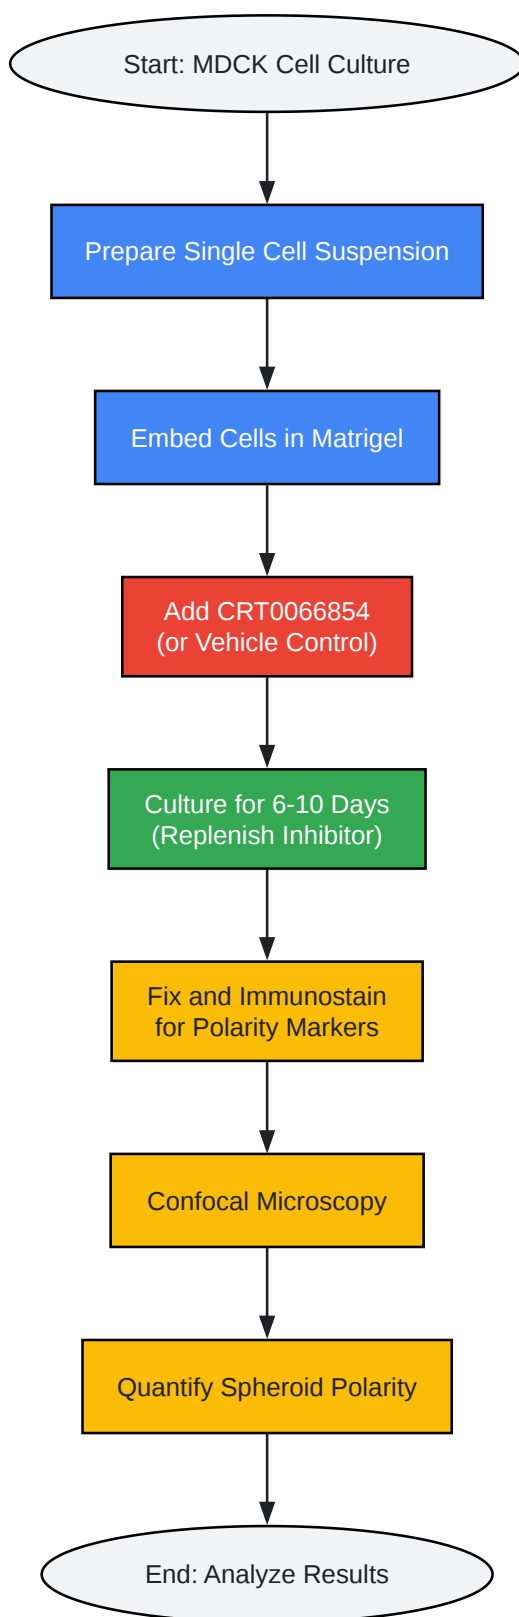 Start: MDCK Cell Culture
Prepare Single Cell Suspension
Embed Cells in Matrigel
Add CRT0066854
(or Vehicle Control)
Culture for 6-10 Days
(Replenish Inhibitor)
Fix and Immunostain
for Polarity Markers
Confocal Microscopy
Quantify Spheroid Polarity
End: Analyze Results